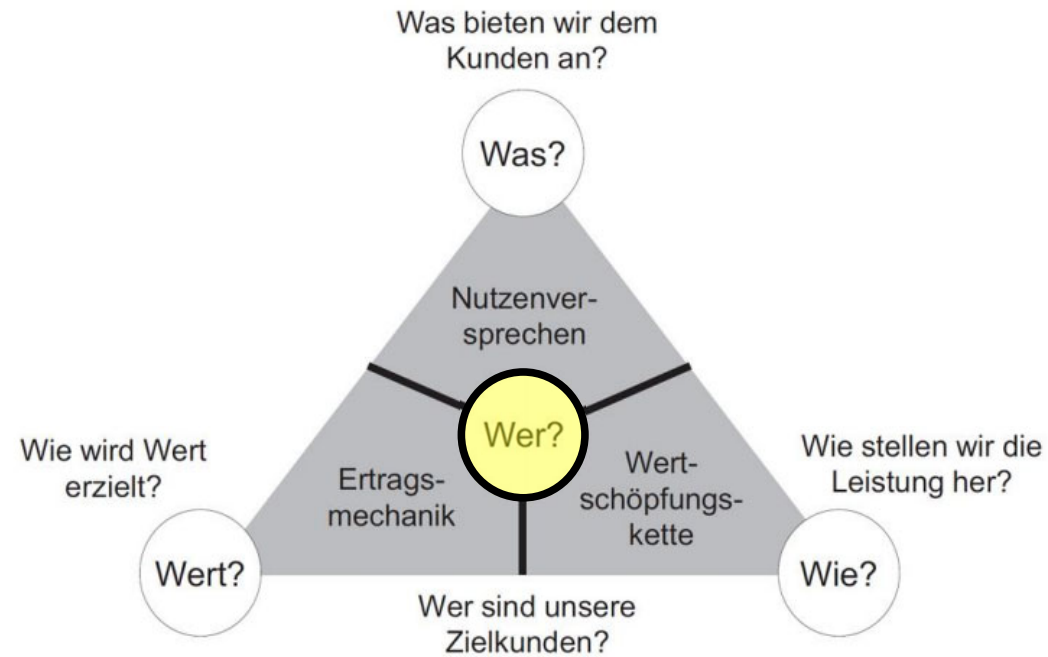 Was bieten wir dem
Kunden an?
Was?
Nutzenver-
sprechen
Wer?
Wie wird Wert
erzielt?
Ertrags-
mechanik
Wert-
schöpfungs-
kette
Wie stellen wir die
Leistung her?
Wert?
Wie?
Wer sind unsere
Zielkunden?